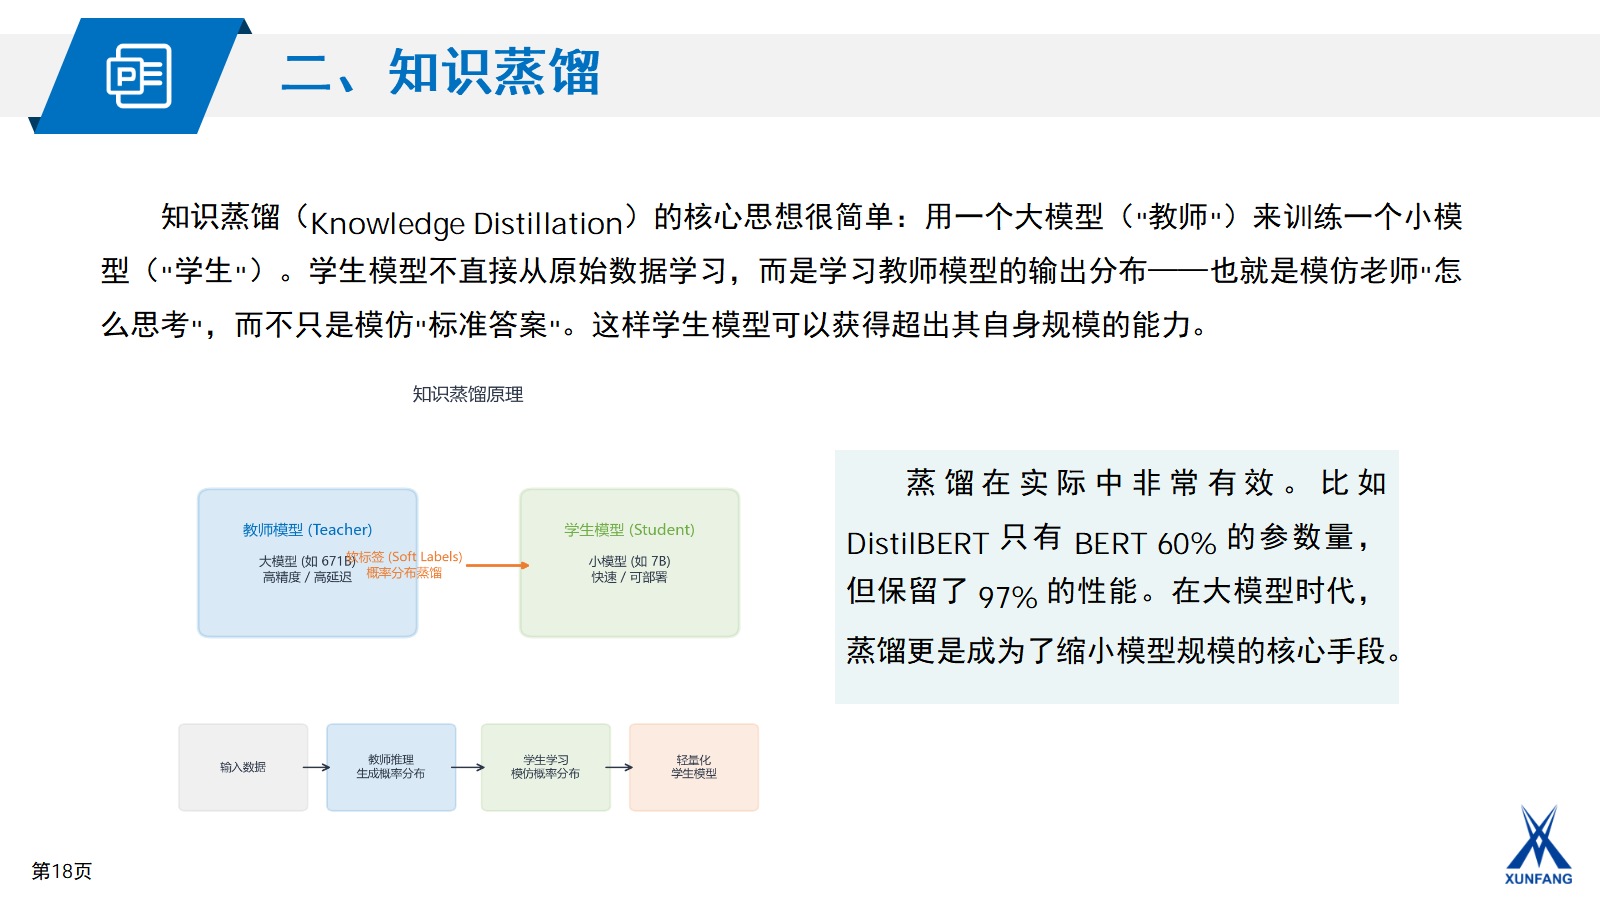 二、知识蒸馏
知识蒸馏（Knowledge Distillation）的核心思想很简单：用一个大模型（"教师"）来训练一个小模
型（"学生"）。学生模型不直接从原始数据学习，而是学习教师模型的输出分布——也就是模仿老师"怎
么思考"，而不只是模仿"标准答案"。这样学生模型可以获得超出其自身规模的能力。
知识蒸馏原理
教师模型 (Teacher)
大模型 (如 671B)
高精度 / 高延迟
软标签 (Soft Labels)
概率分布蒸馏
学生模型 (Student)
小模型 (如 7B)
快速 / 可部署
输入数据
教师推理
生成概率分布
学生学习
模仿概率分布
轻量化
学生模型
蒸馏在实际中非常有效。比如
DistilBERT 只有 BERT 60% 的参数量，
但保留了 97% 的性能。在大模型时代，
蒸馏更是成为了缩小模型规模的核心手段。
第18页
XUNFANG